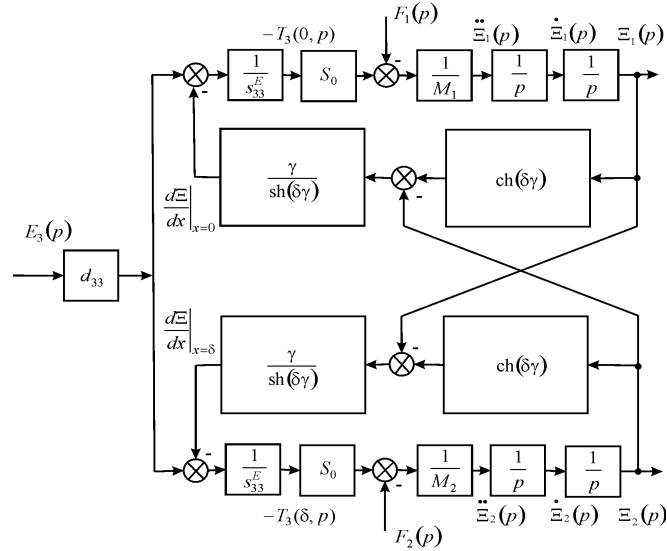 F₁(p)
−T₃(0, p)
Ξ̈₁(p)
Ξ̇₁(p)
Ξ₁(p)
1/s₃₃ᴱ
S₀
1/M₁
1/p
1/p
-
-
γ/sh(δγ)
ch(δγ)
-
dΞ/dx|ₓ₌₀
E₃(p)
d₃₃
dΞ/dx|ₓ₌δ
-
γ/sh(δγ)
ch(δγ)
-
1/s₃₃ᴱ
S₀
-
1/M₂
1/p
1/p
−T₃(δ, p)
F₂(p)
Ξ̈₂(p)
Ξ̇₂(p)
Ξ₂(p)